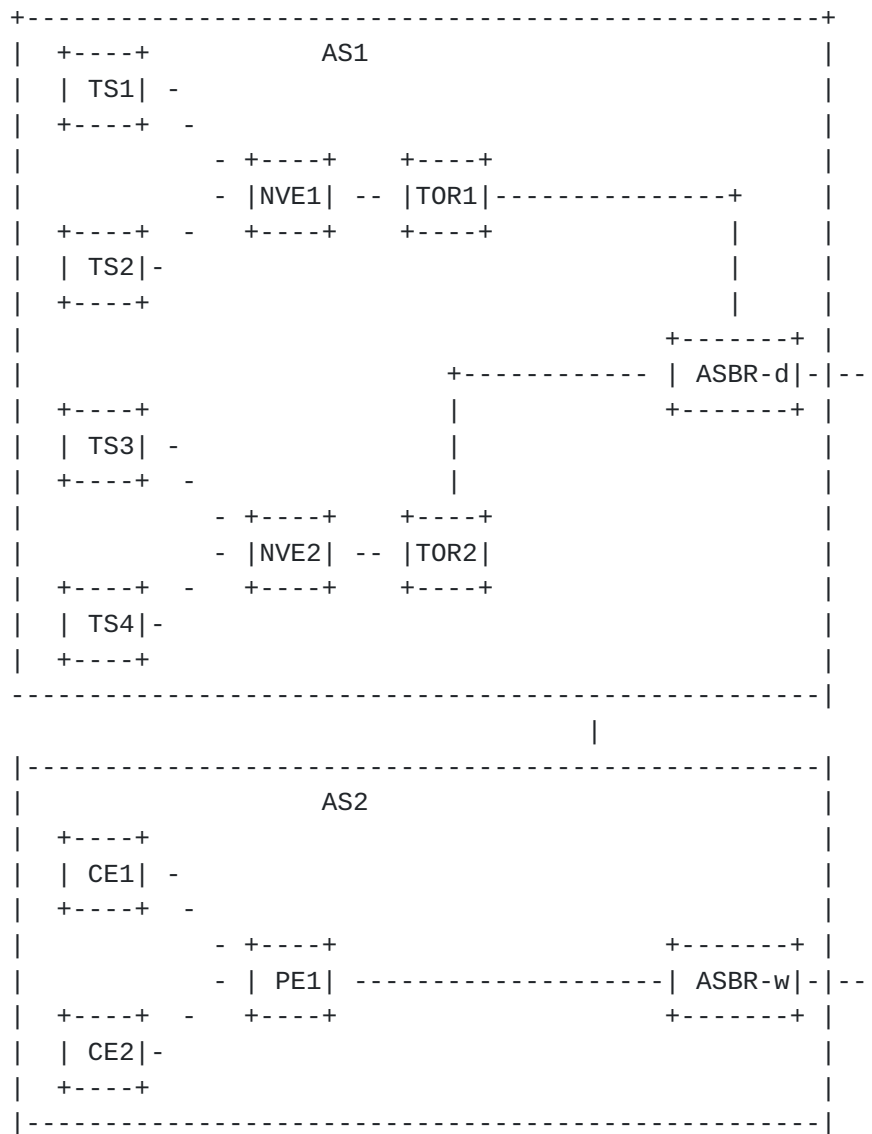 +---------------------------------------------------+
|  +----+           AS1                             |
|  | TS1| -                                         |
|  +----+  -                                        |
|            - +----+    +----+                     |
|            - |NVE1| -- |TOR1|---------------+     |
|  +----+  -   +----+    +----+               |     |
|  | TS2|-                                    |     |
|  +----+                                     |     |
|                                         +-------+ |
|                           +------------ | ASBR-d|-|--
|  +----+                   |             +-------+ |
|  | TS3| -                 |                       |
|  +----+  -                |                       |
|            - +----+    +----+                     |
|            - |NVE2| -- |TOR2|                     |
|  +----+  -   +----+    +----+                     |
|  | TS4|-                                          |
|  +----+                                           |
----------------------------------------------------|
                                     |
|---------------------------------------------------|
|                   AS2                             |
|  +----+                                           |
|  | CE1| -                                         |
|  +----+  -                                        |
|            - +----+                     +-------+ |
|            - | PE1| --------------------| ASBR-w|-|--
|  +----+  -   +----+                     +-------+ |
|  | CE2|-                                          |
|  +----+                                           |
|---------------------------------------------------|